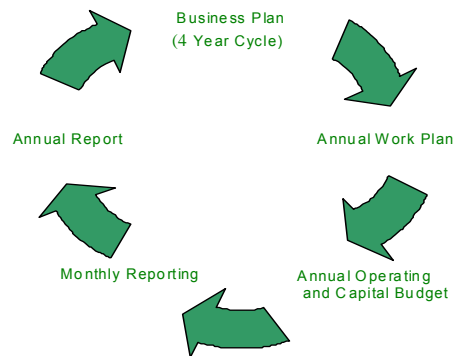 Business Plan
(4 Year Cycle)
Annual Report
Annual Work Plan
Monthly Reporting
Annual Operating
and Capital Budget